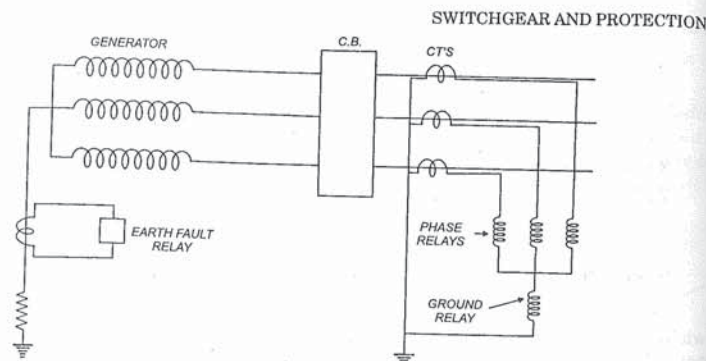 SWITCHGEAR AND PROTECTION
GENERATOR
C.B.
CT'S
EARTH FAULT
RELAY
PHASE
RELAYS
GROUND
RELAY